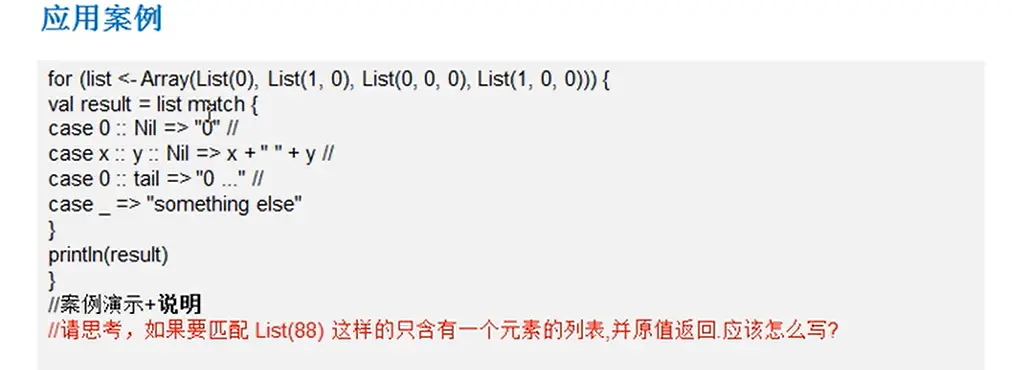 应用案例
for (list <- Array(List(0), List(1, 0), List(0, 0, 0), List(1, 0, 0))) {
val result = list match {
case 0 :: Nil => "0" //
case x :: y :: Nil => x + " " + y //
case 0 :: tail => "0 ..." //
case _ => "something else"
}
println(result)
}
//案例演示+说明
//请思考，如果要匹配 List(88) 这样的只含有一个元素的列表,并原值返回.应该怎么写?